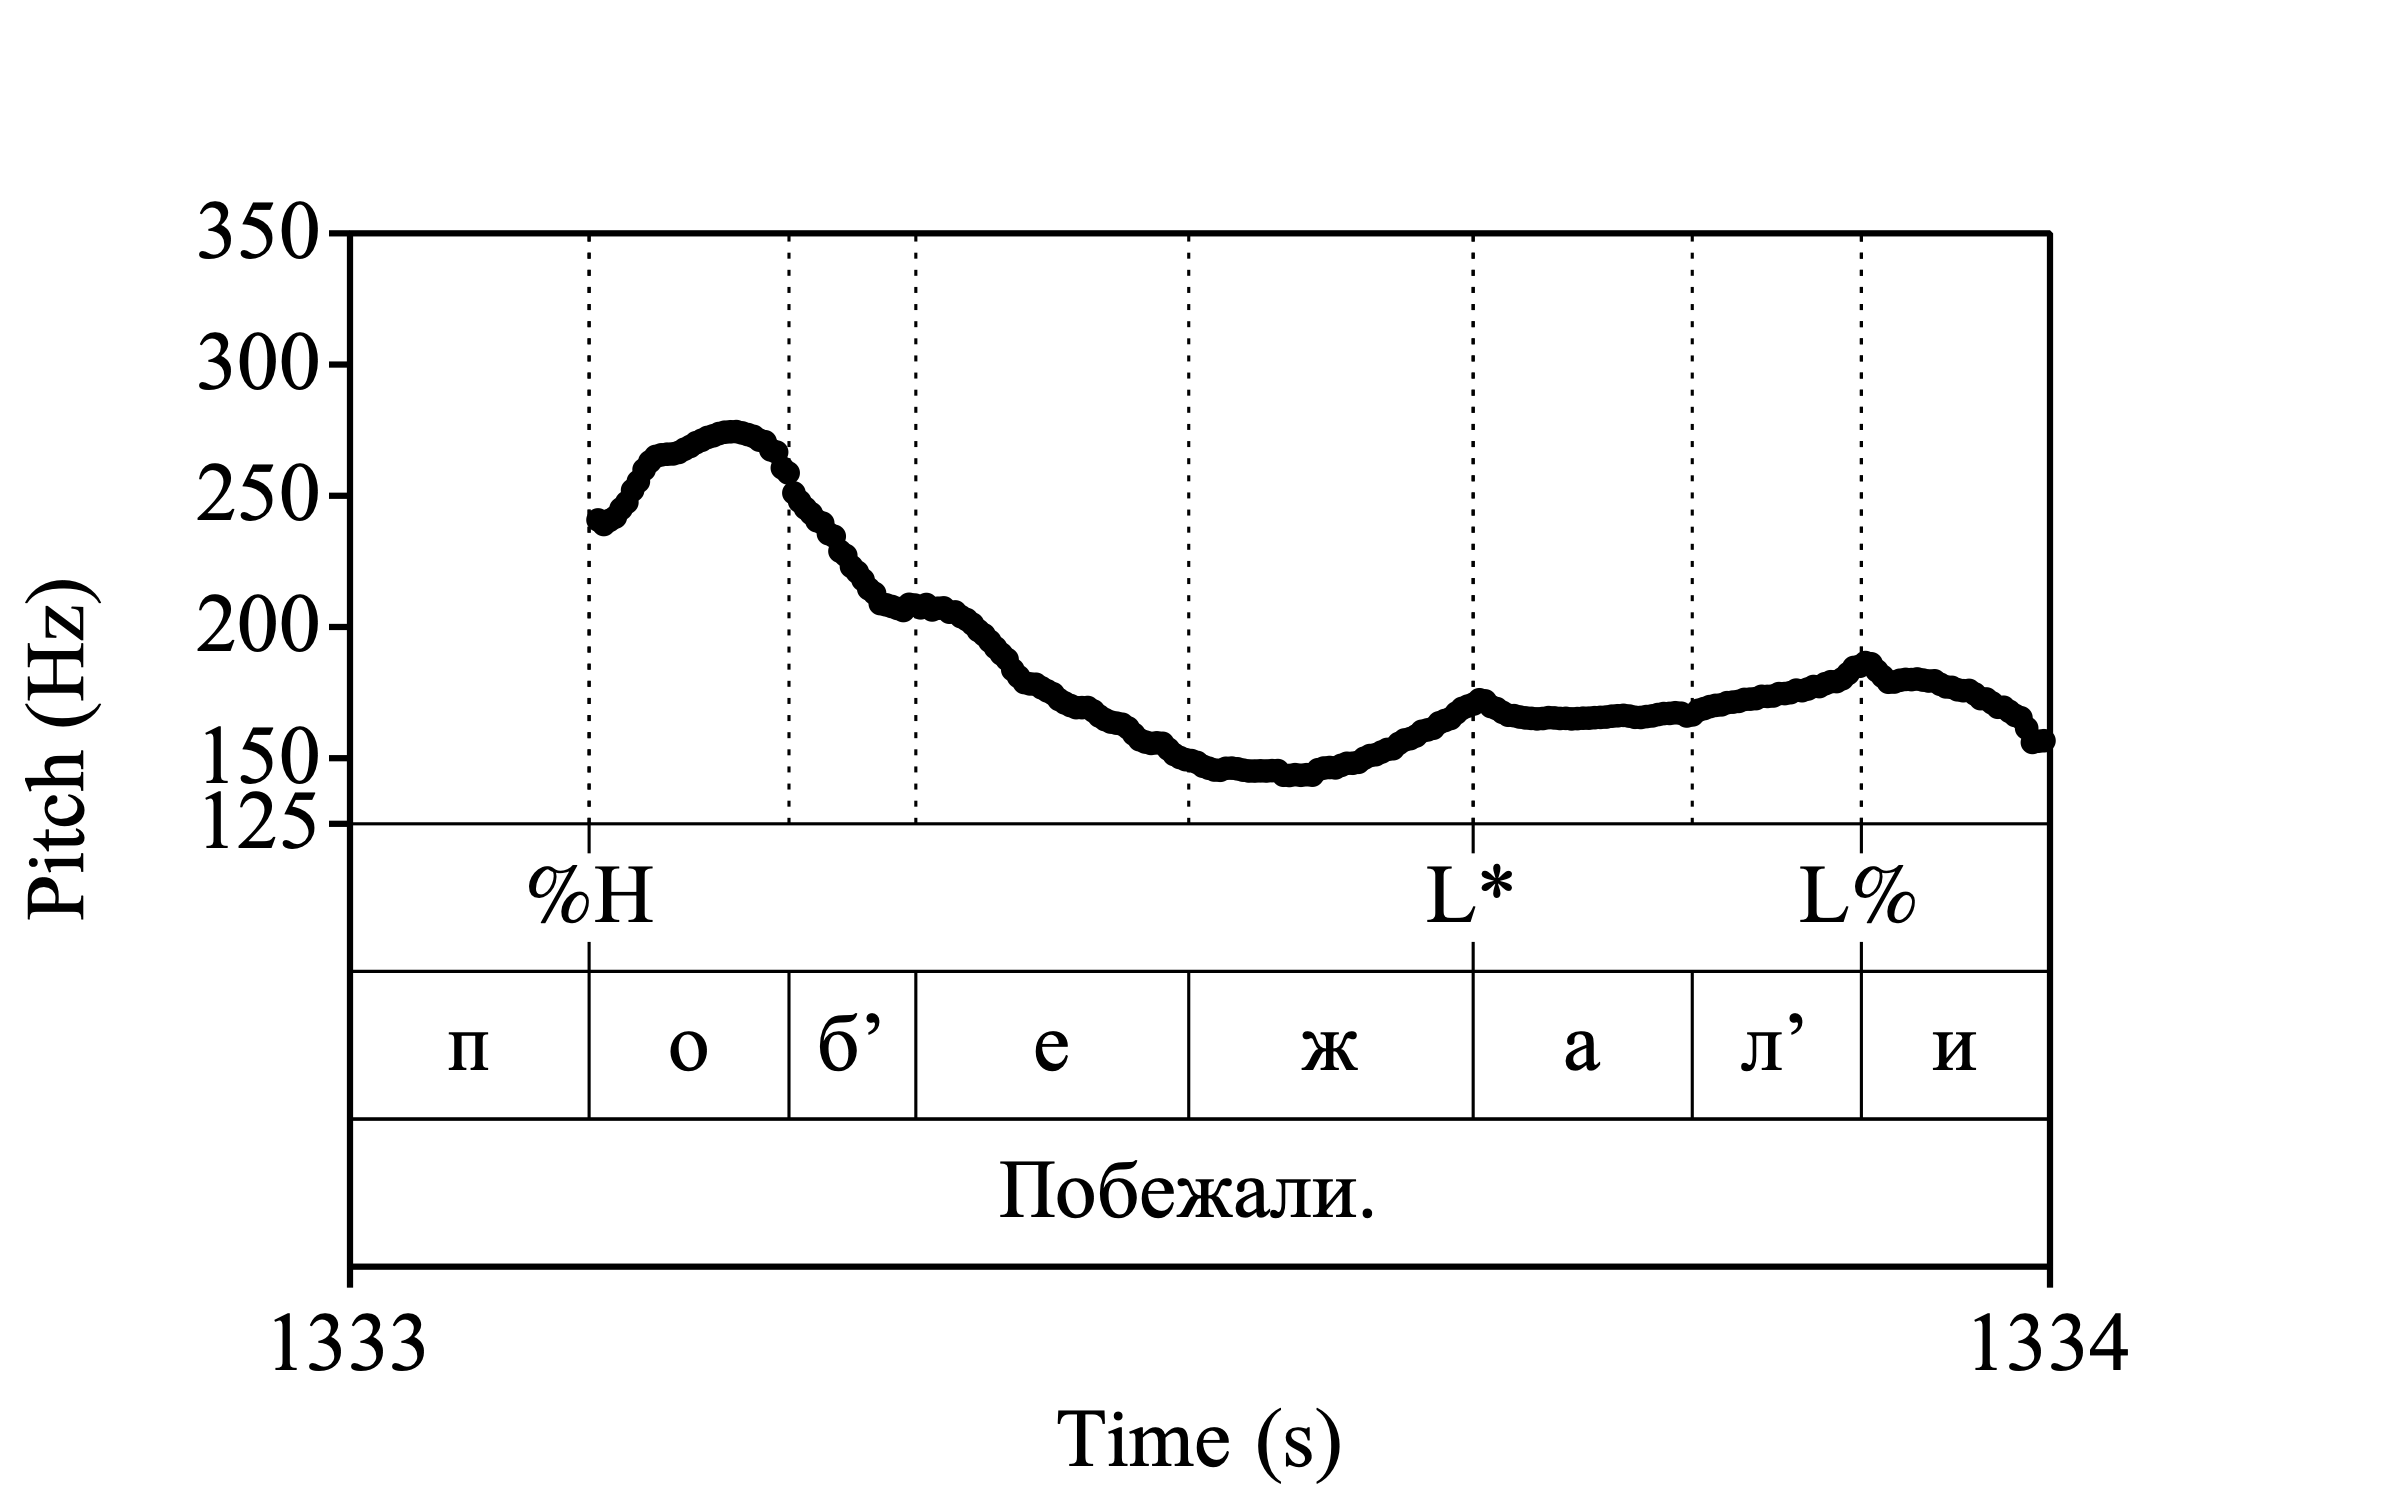 350
300
250
200
150
125
Pitch (Hz)
%H L* L%
п о б’ е ж а л’ и
Побежали.
1333 1334
Time (s)